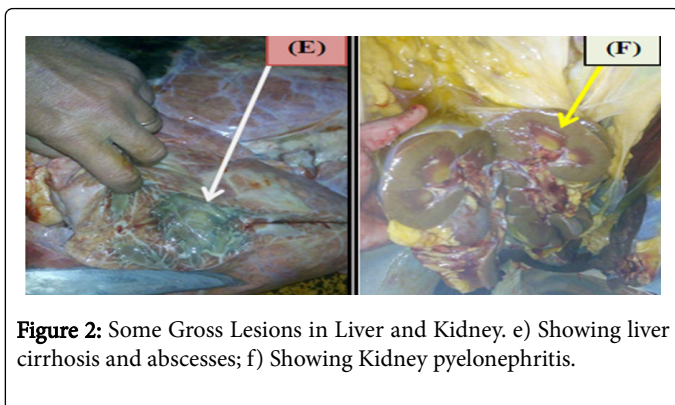 (E) (F)
Figure 2: Some Gross Lesions in Liver and Kidney. e) Showing liver
cirrhosis and abscesses; f) Showing Kidney pyelonephritis.